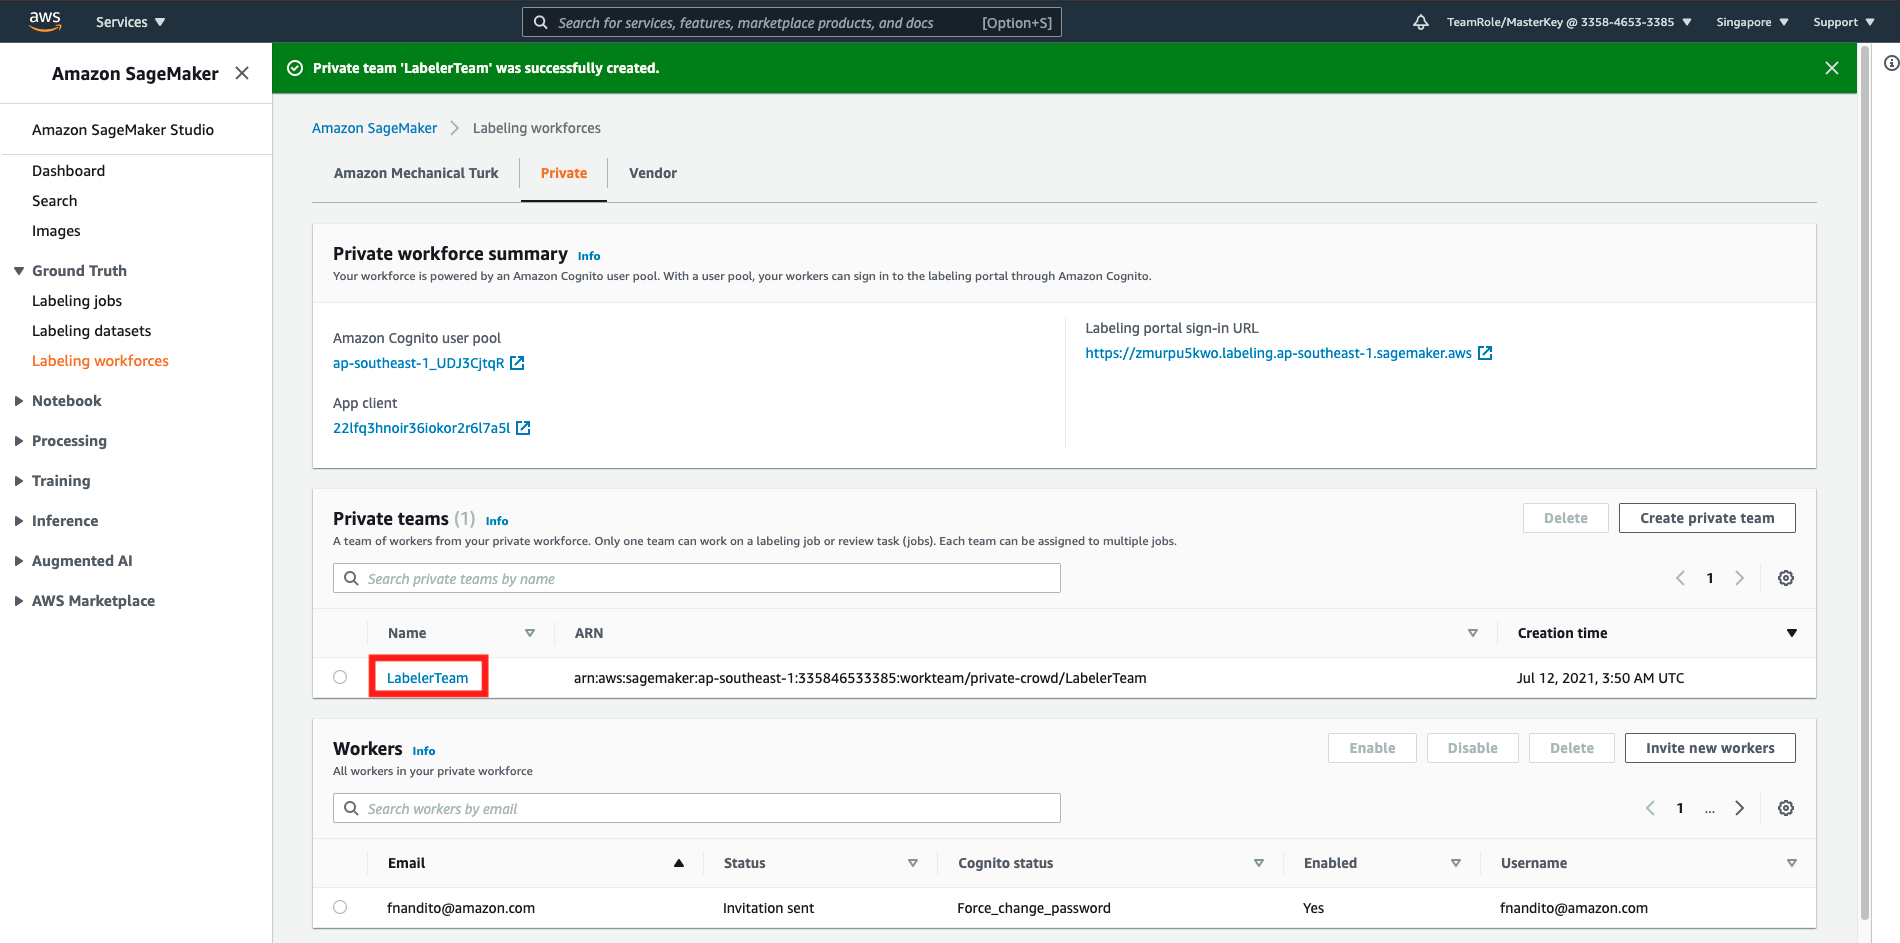 aws
Services
Search for services, features, marketplace products, and docs [Option+S]
TeamRole/MasterKey @ 3358-4653-3385
Singapore
Support
Amazon SageMaker
Amazon SageMaker Studio
Dashboard
Search
Images
Ground Truth
Labeling jobs
Labeling datasets
Labeling workforces
Notebook
Processing
Training
Inference
Augmented AI
AWS Marketplace
Private team 'LabelerTeam' was successfully created.
Amazon SageMaker > Labeling workforces
Amazon Mechanical Turk
Private
Vendor
Private workforce summary Info
Your workforce is powered by an Amazon Cognito user pool. With a user pool, your workers can sign in to the labeling portal through Amazon Cognito.
Amazon Cognito user pool
ap-southeast-1_UDJ3CjtqR
App client
22lfq3hnoir36iokor2r6l7a5l
Labeling portal sign-in URL
https://zmurpu5kwo.labeling.ap-southeast-1.sagemaker.aws
Private teams (1) Info
Delete
Create private team
A team of workers from your private workforce. Only one team can work on a labeling job or review task (jobs). Each team can be assigned to multiple jobs.
Search private teams by name
1
Name ARN Creation time
LabelerTeam arn:aws:sagemaker:ap-southeast-1:335846533385:workteam/private-crowd/LabelerTeam Jul 12, 2021, 3:50 AM UTC
Workers Info
Enable
Disable
Delete
Invite new workers
All workers in your private workforce
Search workers by email
1 ...
Email Status Cognito status Enabled Username
fnandito@amazon.com Invitation sent Force_change_password Yes fnandito@amazon.com